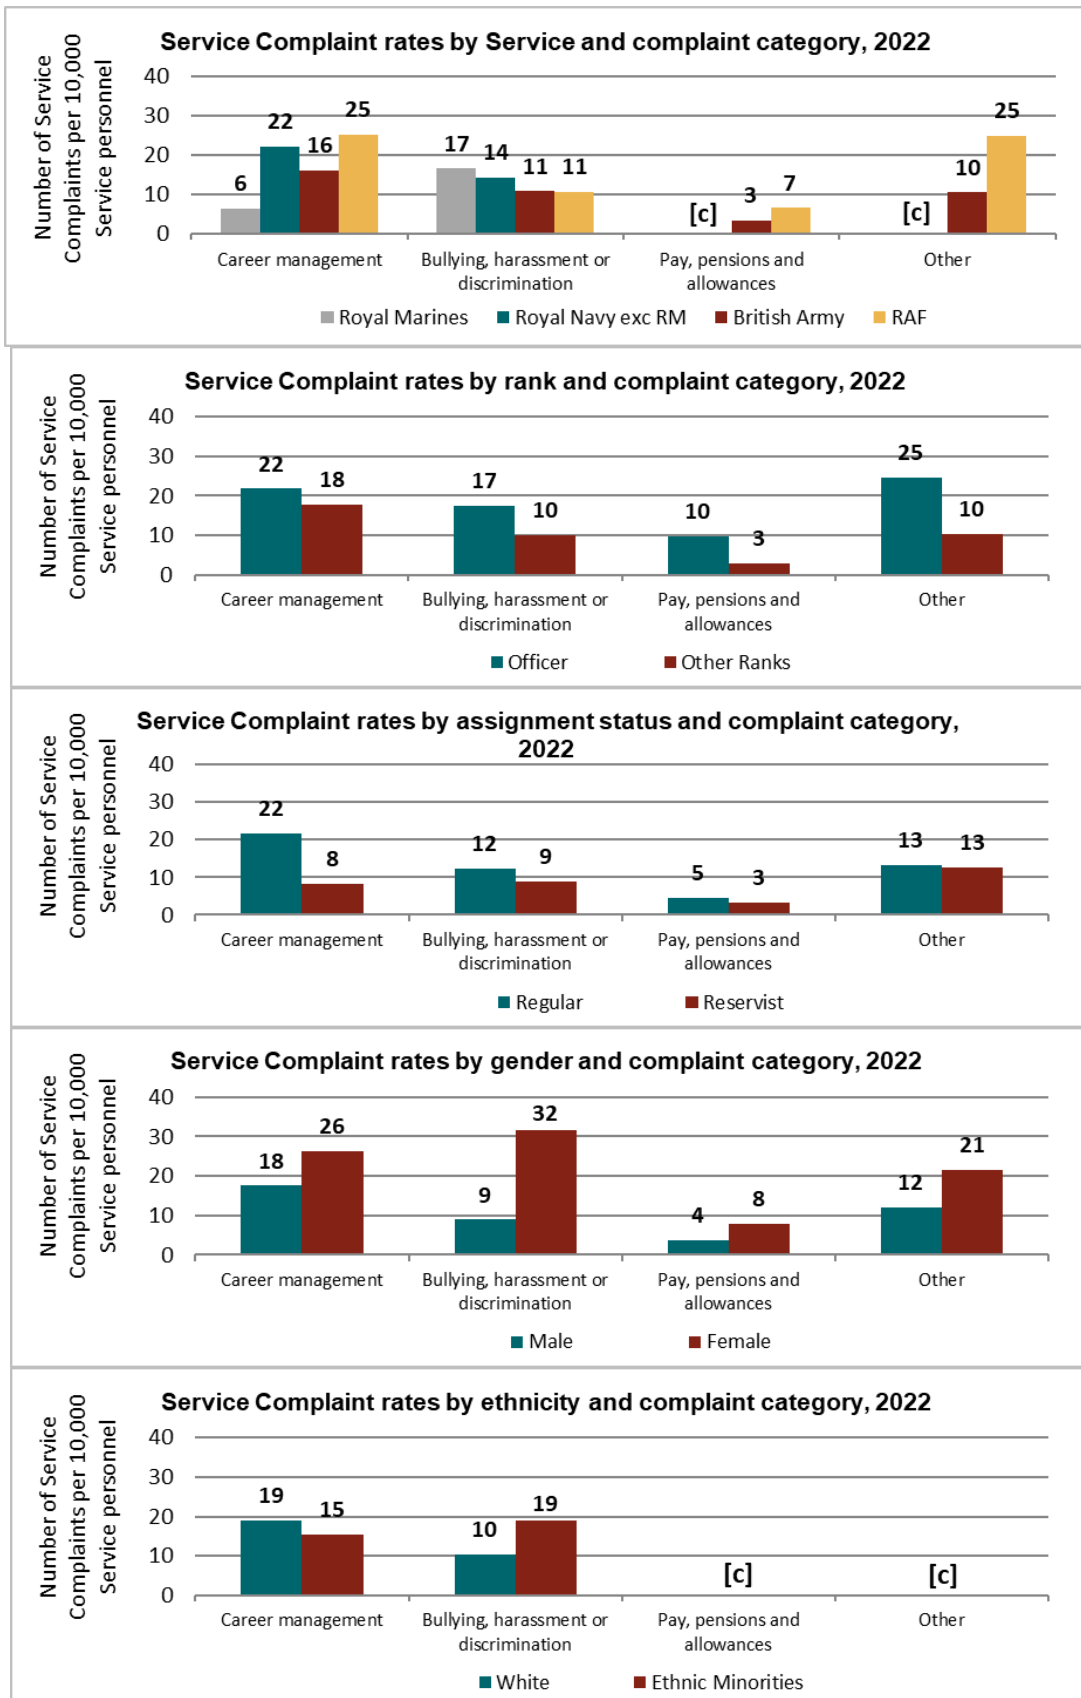 Service Complaint rates by Service and complaint category, 2022
Number of Service
Complaints per 10,000
Service personnel
40
30
20
10
0
6
22
16
25
17
14
11
11
[c]
3
7
[c]
10
25
Career management
Bullying, harassment or
discrimination
Pay, pensions and
allowances
Other
Royal Marines
Royal Navy exc RM
British Army
RAF
Service Complaint rates by rank and complaint category, 2022
Number of Service
Complaints per 10,000
Service personnel
40
30
20
10
0
22
18
17
10
10
3
25
10
Career management
Bullying, harassment or
discrimination
Pay, pensions and
allowances
Other
Officer
Other Ranks
Service Complaint rates by assignment status and complaint category,
2022
Number of Service
Complaints per 10,000
Service personnel
40
30
20
10
0
22
8
12
9
5
3
13
13
Career management
Bullying, harassment or
discrimination
Pay, pensions and
allowances
Other
Regular
Reservist
Service Complaint rates by gender and complaint category, 2022
Number of Service
Complaints per 10,000
Service personnel
40
30
20
10
0
18
26
9
32
4
8
12
21
Career management
Bullying, harassment or
discrimination
Pay, pensions and
allowances
Other
Male
Female
Service Complaint rates by ethnicity and complaint category, 2022
Number of Service
Complaints per 10,000
Service personnel
40
30
20
10
0
19
15
10
19
[c]
[c]
Career management
Bullying, harassment or
discrimination
Pay, pensions and
allowances
Other
White
Ethnic Minorities